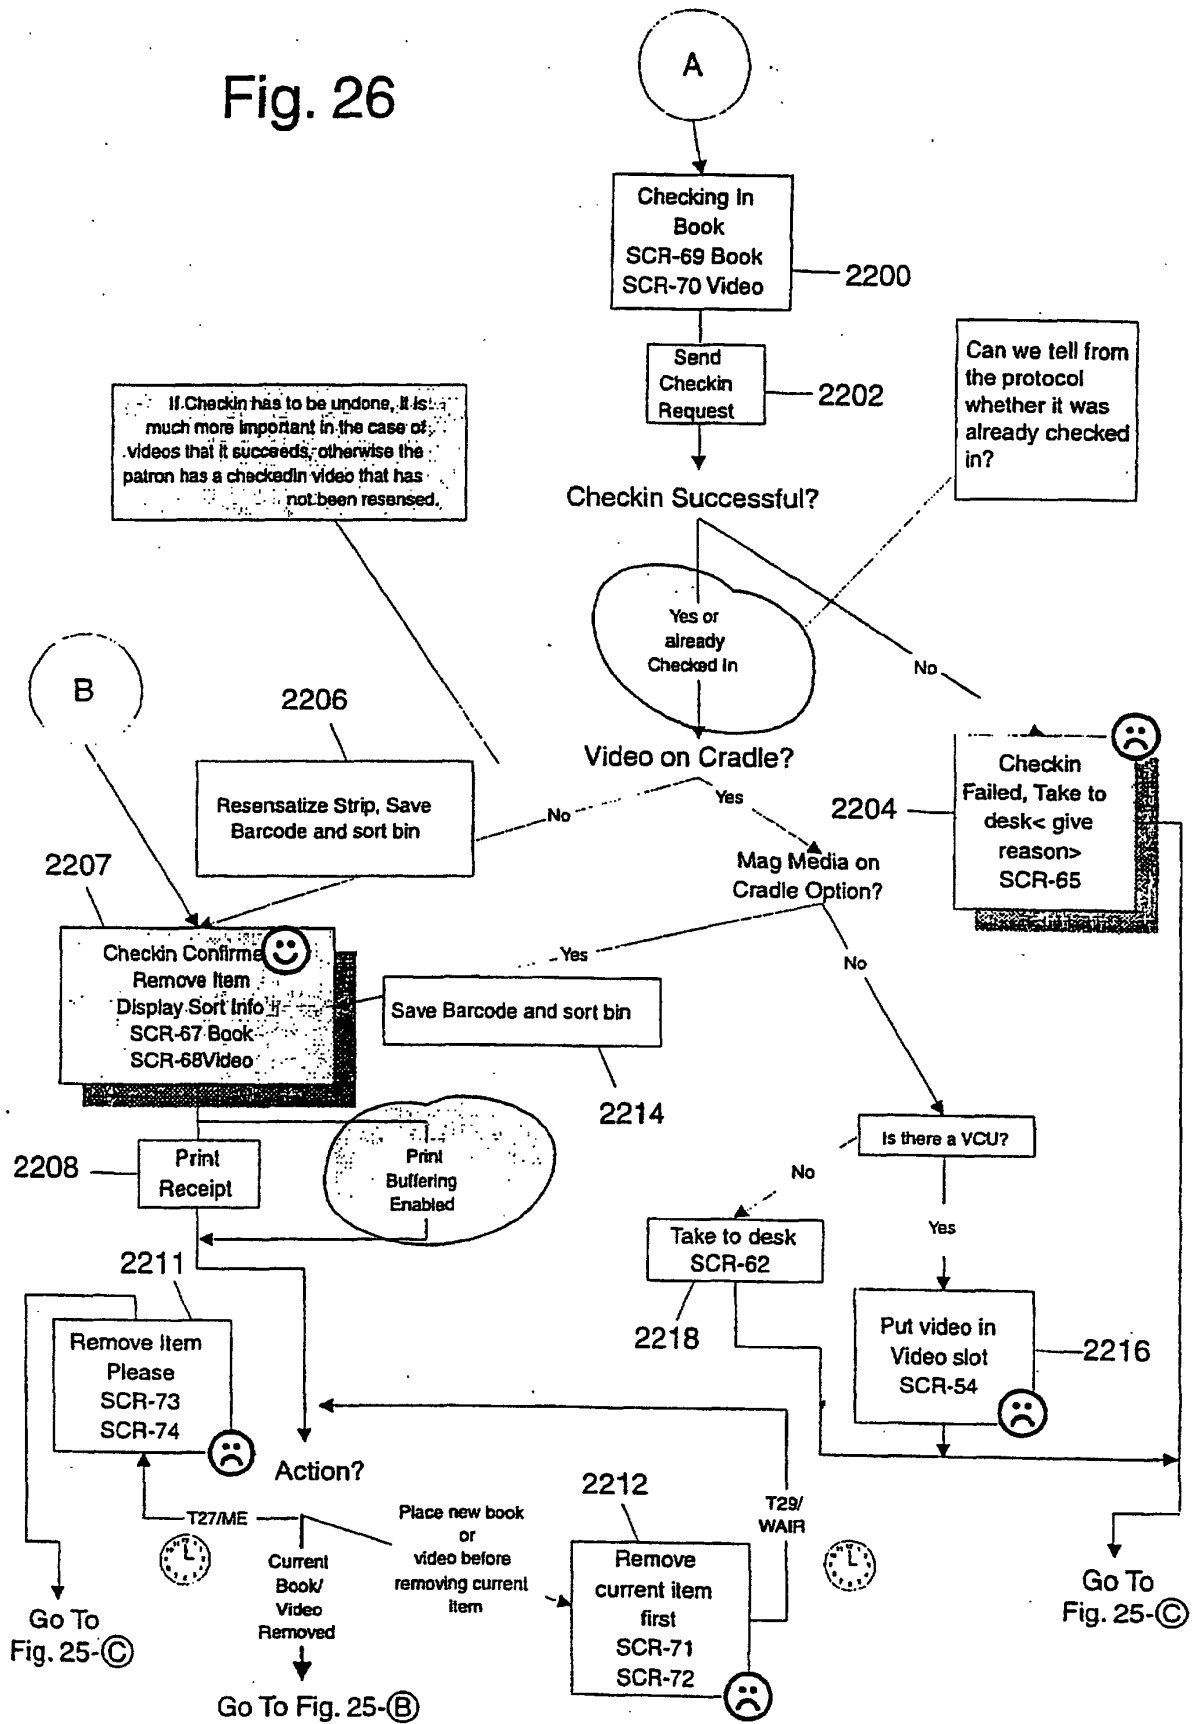 Fig. 26
A
Checking In
Book
SCR-69 Book
SCR-70 Video
2200
Send
Checkin
Request
2202
Can we tell from
the protocol
whether it was
already checked
in?
If Checkin has to be undone, it is
much more important in the case of
videos that it succeeds, otherwise the
patron has a checkedin video that has
not been resensed.
Checkin Successful?
Yes or
already
Checked in
No
B
2206
Resensatize Strip, Save
Barcode and sort bin
Video on Cradle?
No
Yes
Mag Media on
Cradle Option?
2204
Checkin
Failed, Take to
desk< give
reason>
SCR-65
2207
Checkin Confirme
Remove Item
Display Sort Info
SCR-67 Book
SCR-68Video
Yes
No
Save Barcode and sort bin
2214
Is there a VCU?
2208
Print
Receipt
Print
Buffering
Enabled
No
Yes
Take to desk
SCR-62
2218
Put video in
Video slot
SCR-54
2216
2211
Remove Item
Please
SCR-73
SCR-74
Action?
T27/ME
Current
Book/
Video
Removed
Place new book
or
video before
removing current
item
2212
Remove
current item
first
SCR-71
SCR-72
T29/
WAIR
Go To
Fig. 25-C
Go To Fig. 25-B
Go To
Fig. 25-C